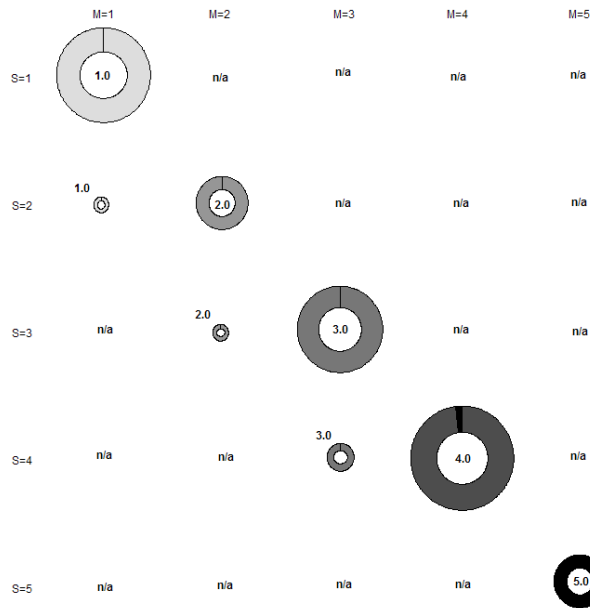 M=1 M=2 M=3 M=4 M=5
S=1 1.0 n/a n/a n/a n/a
S=2 1.0 2.0 n/a n/a n/a
S=3 n/a 2.0 3.0 n/a n/a
S=4 n/a n/a 3.0 4.0 n/a
S=5 n/a n/a n/a n/a 5.0